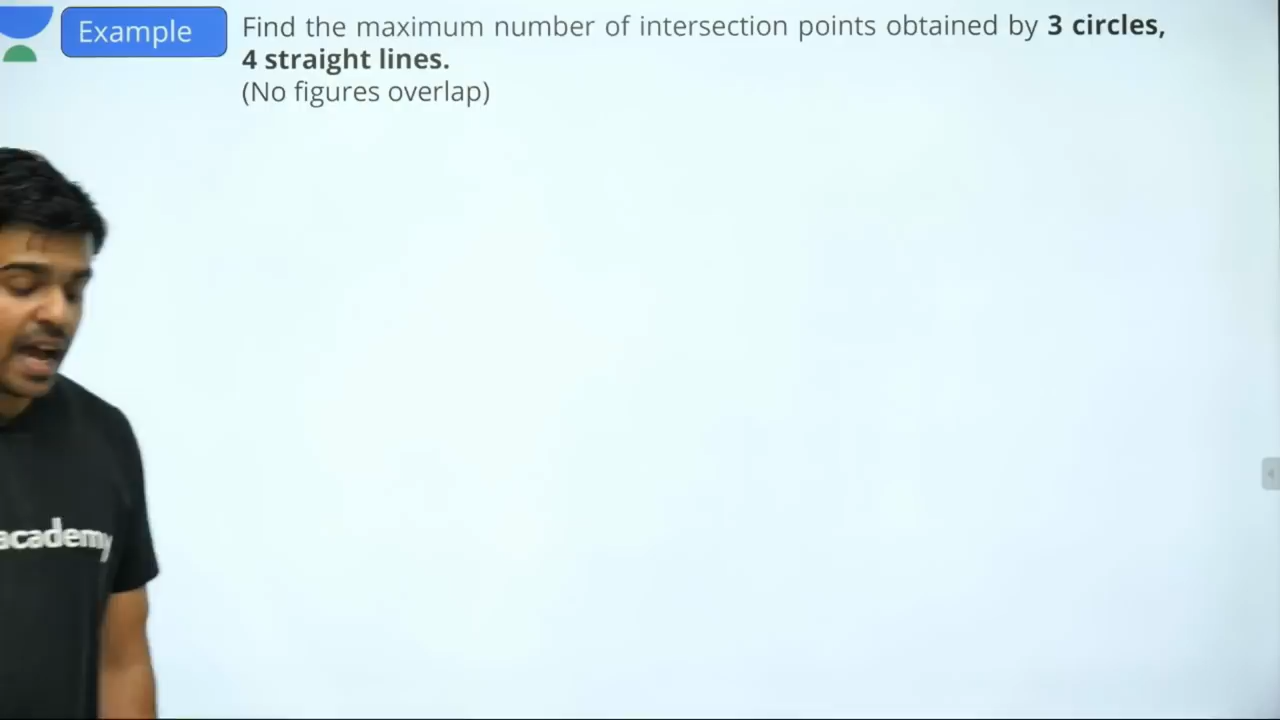 Example
Find the maximum number of intersection points obtained by 3 circles,
4 straight lines.
(No figures overlap)
academy